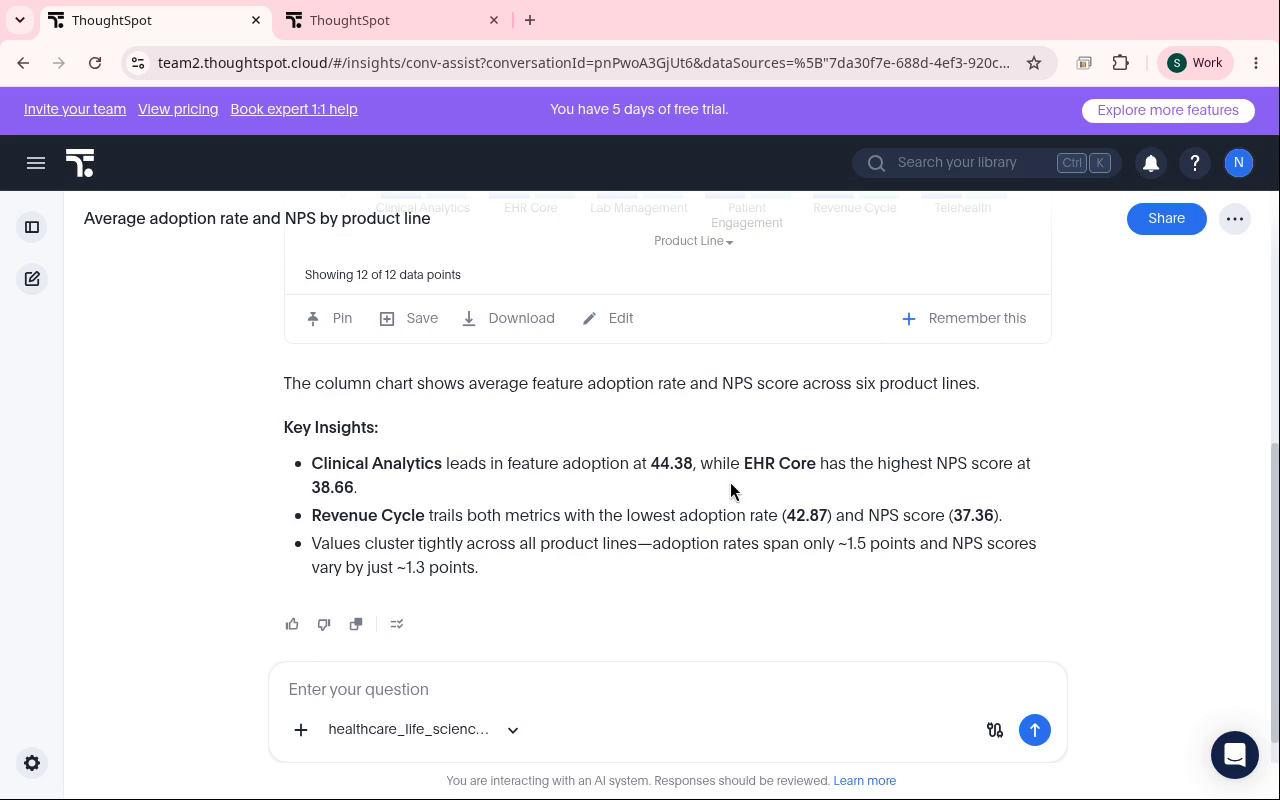 ThoughtSpot
ThoughtSpot
team2.thoughtspot.cloud/#/insights/conv-assist?conversationId=pnPwoA3GjUt6&dataSources=%5B"7da30f7e-688d-4ef3-920c...
S Work
Invite your team View pricing Book expert 1:1 help
You have 5 days of free trial.
Explore more features
Search your library Ctrl K
N
Average adoption rate and NPS by product line
Share
Clinical Analytics EHR Core Lab Management Patient Engagement Revenue Cycle Telehealth
Product Line
Showing 12 of 12 data points
Pin Save Download Edit Remember this
The column chart shows average feature adoption rate and NPS score across six product lines.
Key Insights:
Clinical Analytics leads in feature adoption at 44.38, while EHR Core has the highest NPS score at
38.66.
Revenue Cycle trails both metrics with the lowest adoption rate (42.87) and NPS score (37.36).
Values cluster tightly across all product lines—adoption rates span only ~1.5 points and NPS scores
vary by just ~1.3 points.
Enter your question
healthcare_life_scienc...
You are interacting with an AI system. Responses should be reviewed. Learn more